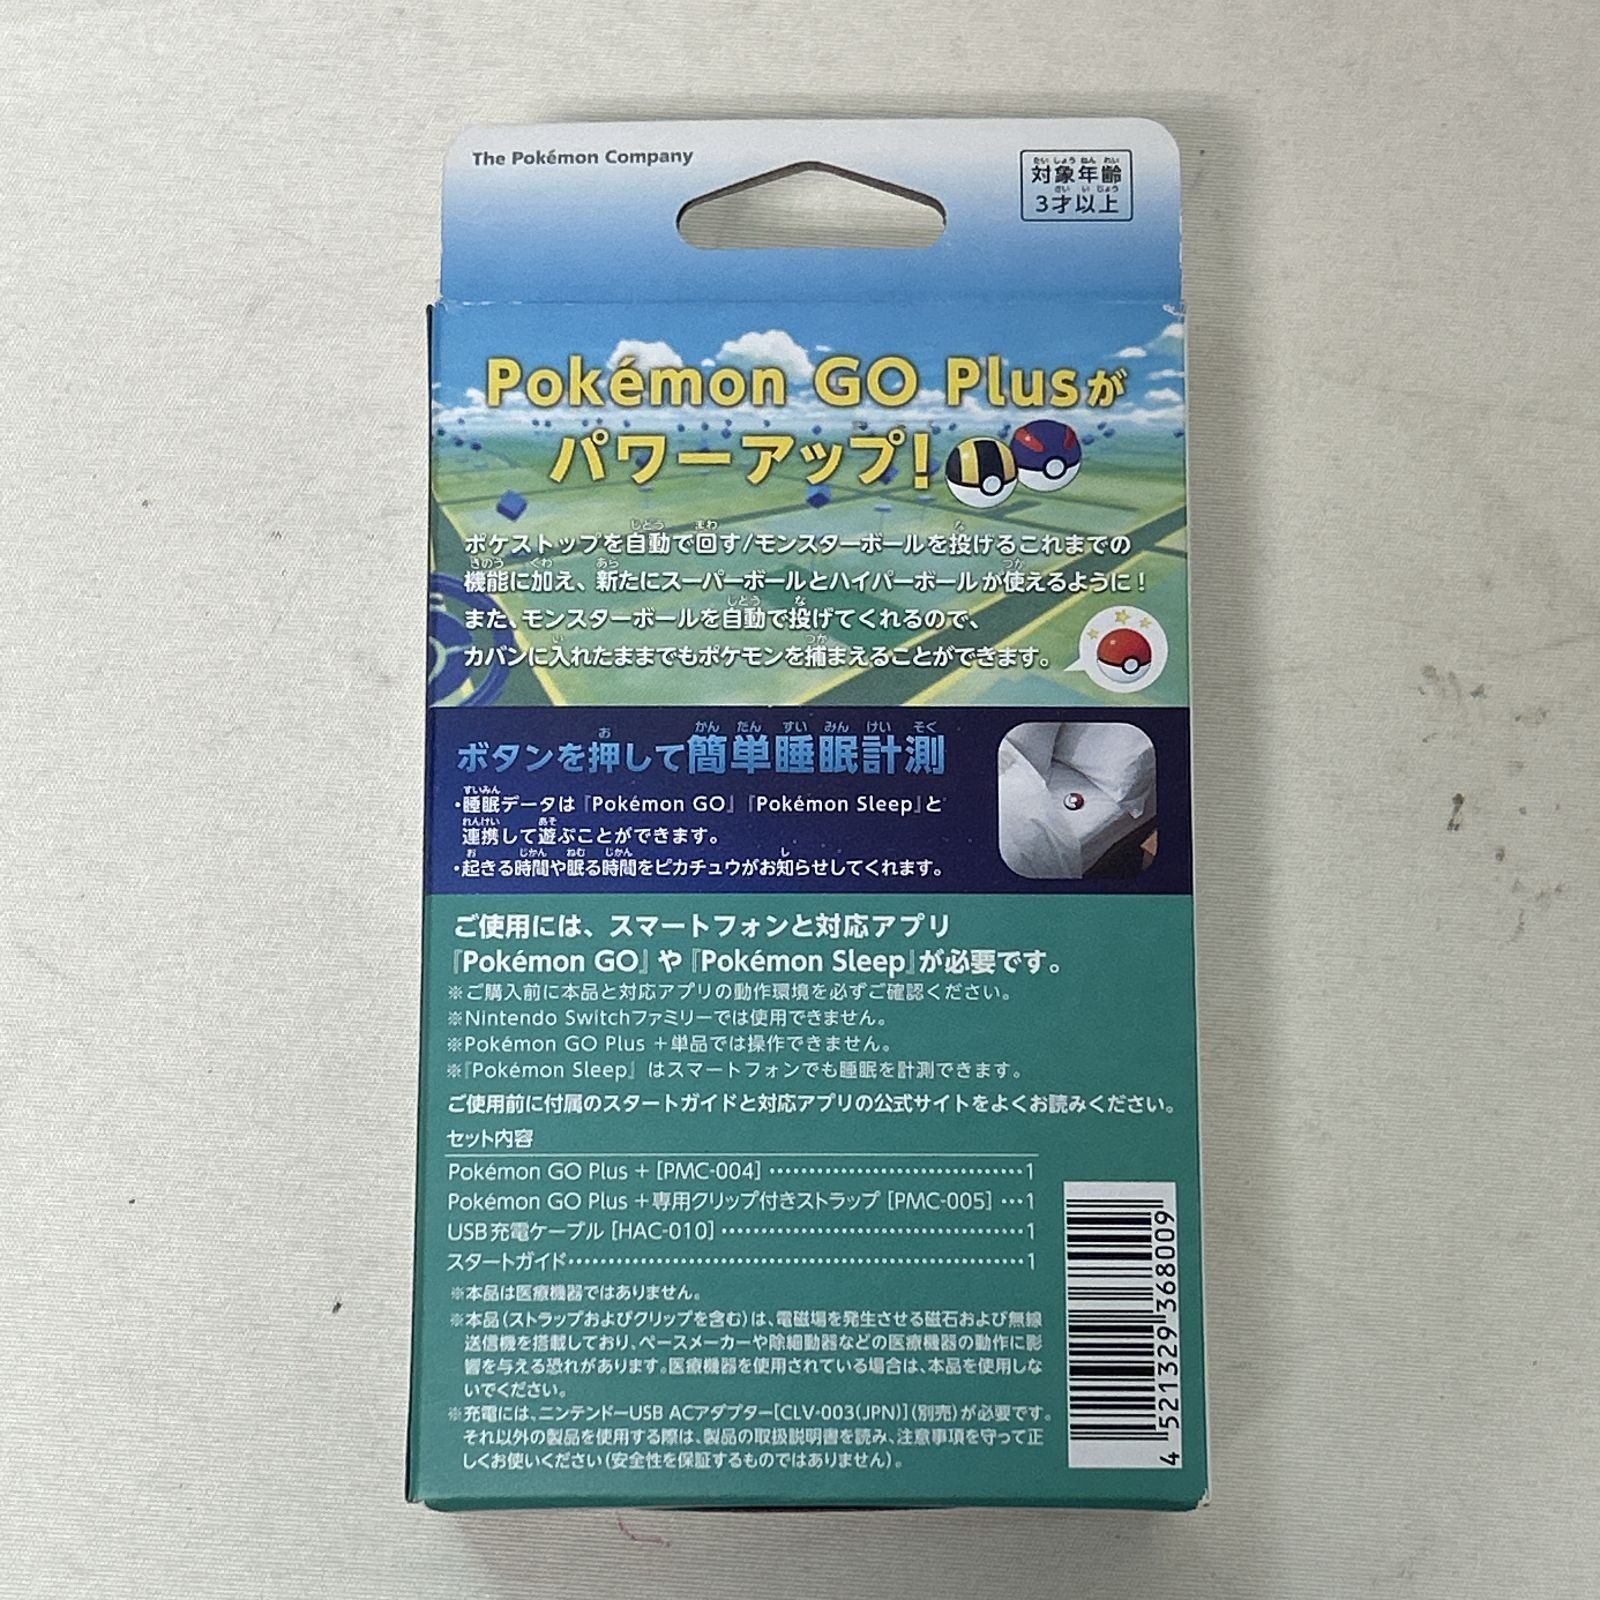 The Pokémon Company
対象年齢
3才以上
Pokémon GO Plusが
パワーアップ!
ポケストップを自動で回す/モンスターボールを投げるこれまでの
機能に加え、新たにスーパーボールとハイパーボールが使えるように!
また、モンスターボールを自動で投げてくれるので、
カバンに入れたままでもポケモンを捕まえることができます。
ボタンを押して簡単睡眠計測
・睡眠データは『Pokémon GO』『Pokémon Sleep』と
連携して遊ぶことができます。
・起きる時間や眠る時間をピカチュウがお知らせしてくれます。
ご使用には、スマートフォンと対応アプリ
『Pokémon GO』や『Pokémon Sleep』が必要です。
※ご購入前に本品と対応アプリの動作環境を必ずご確認ください。
※Nintendo Switchファミリーでは使用できません。
※Pokémon GO Plus +単品では操作できません。
※『Pokémon Sleep』はスマートフォンでも睡眠を計測できます。
ご使用前に付属のスタートガイドと対応アプリの公式サイトをよくお読みください。
セット内容
Pokémon GO Plus + [PMC-004] ………………………… 1
Pokémon GO Plus +専用クリップ付きストラップ [PMC-005] … 1
USB充電ケーブル [HAC-010] ……………………………… 1
スタートガイド ……………………………………………… 1
※本品は医療機器ではありません。
※本品(ストラップおよびクリップを含む)は、電磁場を発生させる磁石および無線
送信機を搭載しており、ペースメーカーや除細動器などの医療機器の動作に影
響を与える恐れがあります。医療機器を使用されている場合は、本品を使用しな
いでください。
※充電には、ニンテンドーUSB ACアダプター[CLV-003(JPN)](別売)が必要です。
それ以外の製品を使用する際は、製品の取扱説明書を読み、注意事項を守って正
しくお使いください(安全性を保証するものではありません)。
4 521329 368009